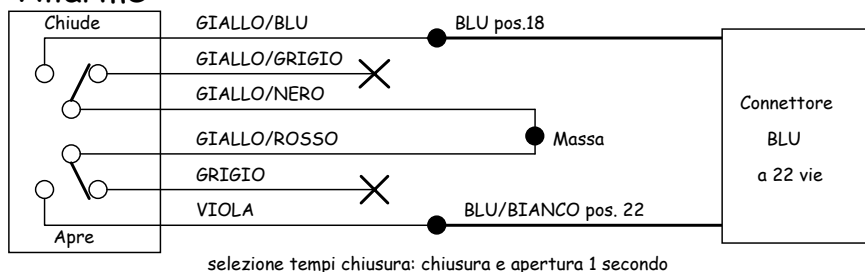 Chiude
GIALLO/BLU
BLU pos.18
GIALLO/GRIGIO
GIALLO/NERO
Connettore
BLU
a 22 vie
GIALLO/ROSSO
Massa
GRIGIO
VIOLA
BLU/BIANCO pos. 22
Apre
selezione tempi chiusura: chiusura e apertura 1 secondo